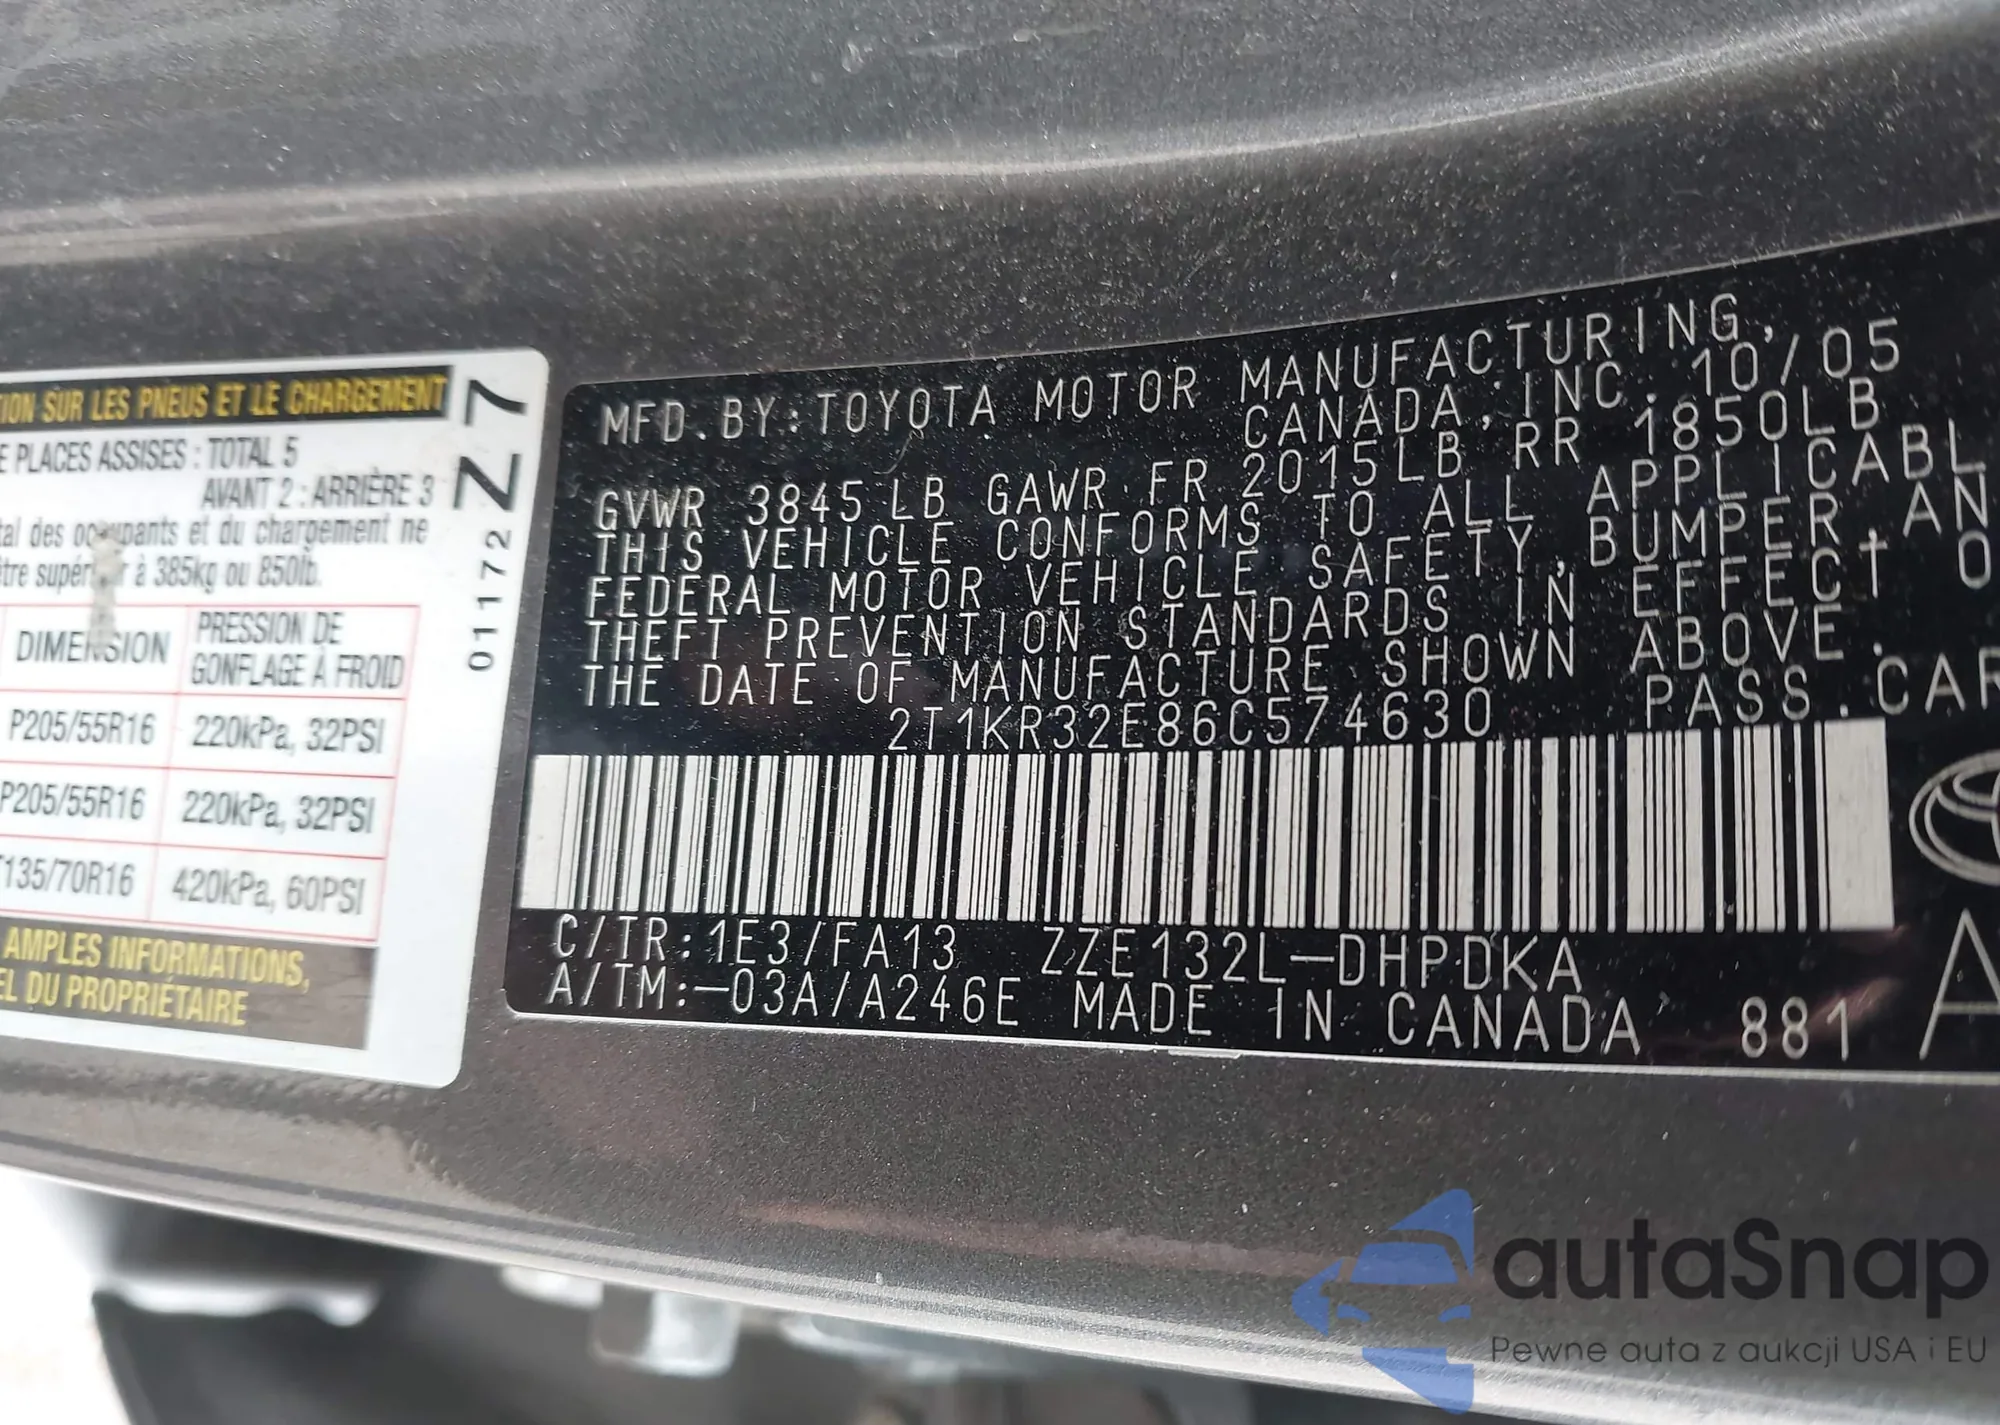 TION SUR LES PNEUS ET LE CHARGEMENT
E PLACES ASSISES : TOTAL 5
AVANT 2 : ARRIÈRE 3
tal des occupants et du chargement ne
être supérieur à 385kg ou 850lb.
DIMENSION PRESSION DE
GONFLAGE À FROID
P205/55R16 220kPa, 32PSI
P205/55R16 220kPa, 32PSI
T135/70R16 420kPa, 60PSI
AMPLES INFORMATIONS,
EL DU PROPRIÉTAIRE
01172 Z7
MFD. BY: TOYOTA MOTOR MANUFACTURING,
CANADA, INC. 10/05
GVWR 3845LB GAWR FR 2015LB RR 1850LB
THIS VEHICLE CONFORMS TO ALL APPLICABL
FEDERAL MOTOR VEHICLE SAFETY, BUMPER, AN
THEFT PREVENTION STANDARDS IN EFFECT O
THE DATE OF MANUFACTURE SHOWN ABOVE.
2T1KR32E86C574630 PASS. CAR
C/TR: 1E3/FA13 ZZE132L-DHPDKA
A/TM: -03A/A246E MADE IN CANADA 881
A
autaSnap
Pewne auta z aukcji USA i EU